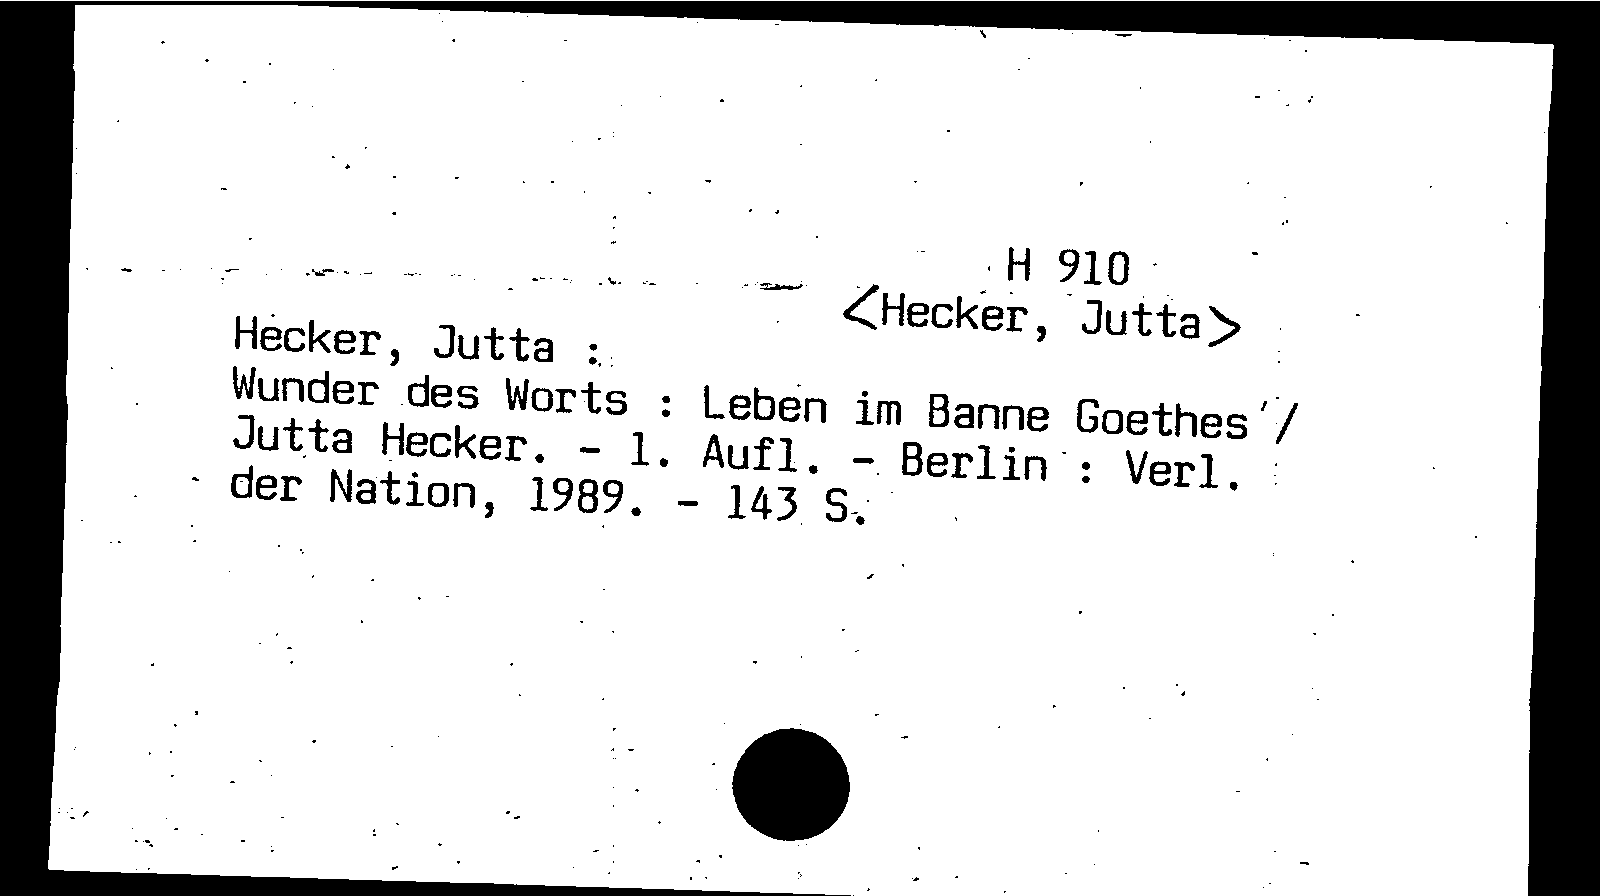 H 910
<Hecker, Jutta>
Hecker, Jutta :
Wunder des Worts : Leben im Banne Goethes /
Jutta Hecker. - 1. Aufl. - Berlin : Verl.
der Nation, 1989. - 143 S.